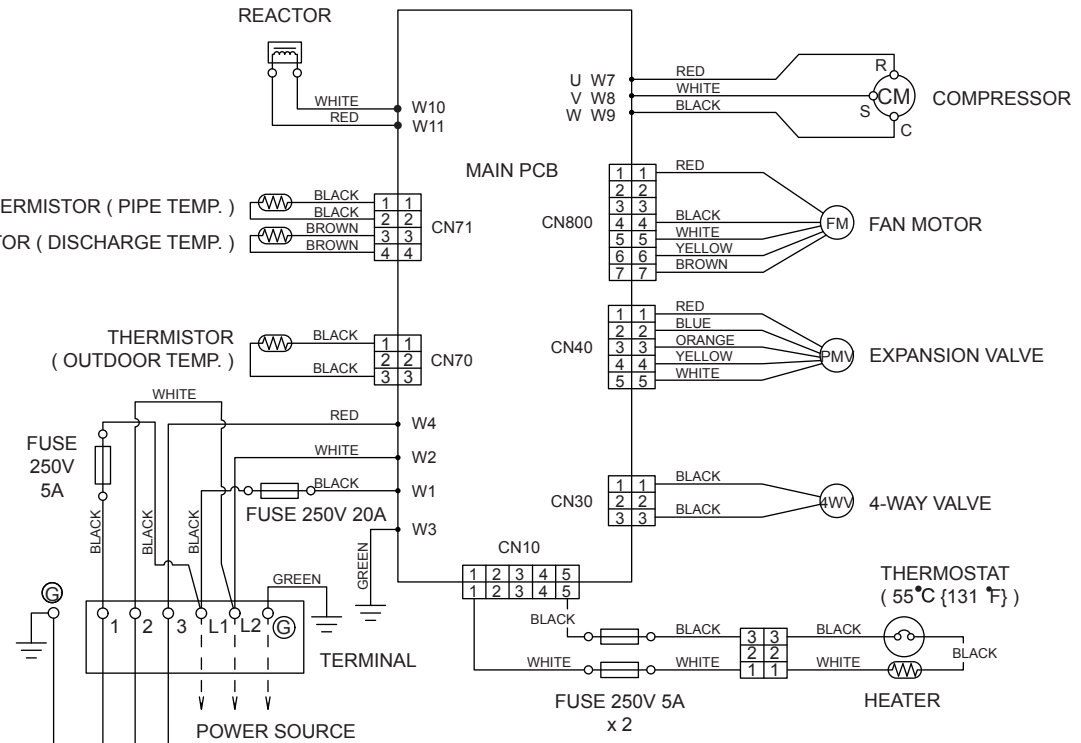 REACTOR
WHITE
RED
W10
W11
U W7
V W8
W W9
RED
WHITE
BLACK
R
S
C
CM
COMPRESSOR
MAIN PCB
ERMISTOR ( PIPE TEMP. )
TOR ( DISCHARGE TEMP. )
BLACK
BLACK
BROWN
BROWN
1 1
2 2
3 3
4 4
CN71
CN800
1 1
2 2
3 3
4 4
5 5
6 6
7 7
RED
BLACK
WHITE
YELLOW
BROWN
FM
FAN MOTOR
THERMISTOR
( OUTDOOR TEMP. )
BLACK
BLACK
1 1
2 2
3 3
CN70
CN40
1 1
2 2
3 3
4 4
5 5
RED
BLUE
ORANGE
YELLOW
WHITE
PMV
EXPANSION VALVE
WHITE
RED
W4
WHITE
W2
BLACK
W1
W3
FUSE
250V
5A
FUSE 250V 20A
BLACK
BLACK
BLACK
GREEN
GREEN
CN30
1 1
2 2
3 3
BLACK
BLACK
4WV
4-WAY VALVE
CN10
1 2 3 4 5
1 2 3 4 5
BLACK
WHITE
BLACK
WHITE
FUSE 250V 5A
x 2
3 3
2 2
1 1
BLACK
WHITE
BLACK
THERMOSTAT
( 55°C {131 °F} )
HEATER
G
1 2 3 L1 L2 G
TERMINAL
POWER SOURCE